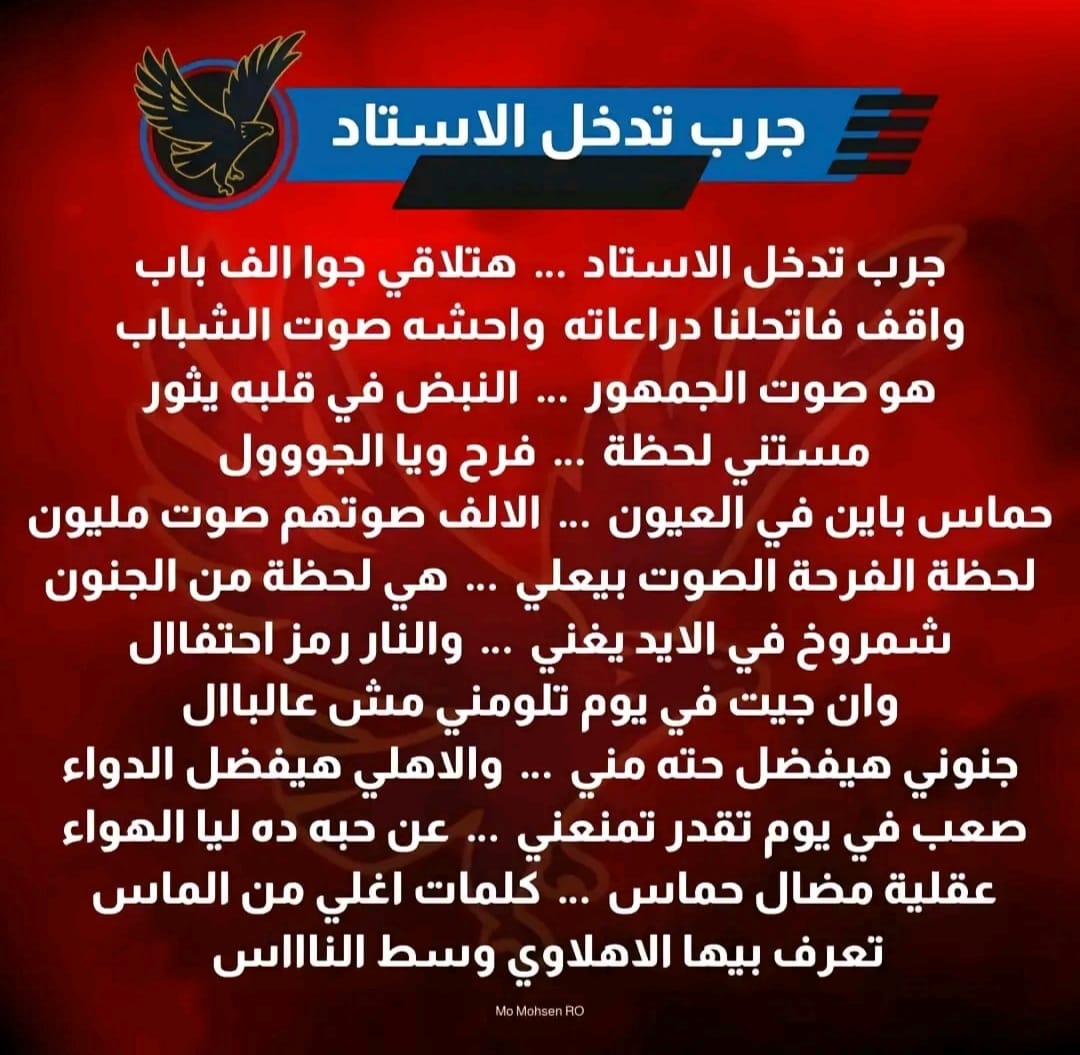 جرب تدخل الاستاد
جرب تدخل الاستاد ... هتلاقي جوا الف باب
واقف فاتحلنا دراعاته واحشه صوت الشباب
هو صوت الجمهور ... النبض في قلبه يثور
مستني لحظة ... فرح ويا الجووول
حماس باين في العيون ... الالف صوتهم صوت مليون
لحظة الفرحة الصوت بيعلي ... هي لحظة من الجنون
شمروخ في الايد يغني ... والنار رمز احتفاال
وان جيت في يوم تلومني مش عالباال
جنوني هيفضل حته مني ... والاهلي هيفضل الدواء
صعب في يوم تقدر تمنعني ... عن حبه ده ليا الهواء
عقلية مضال حماس ... كلمات اغلي من الماس
تعرف بيها الاهلاوي وسط الناااس
Mo Mohsen RO